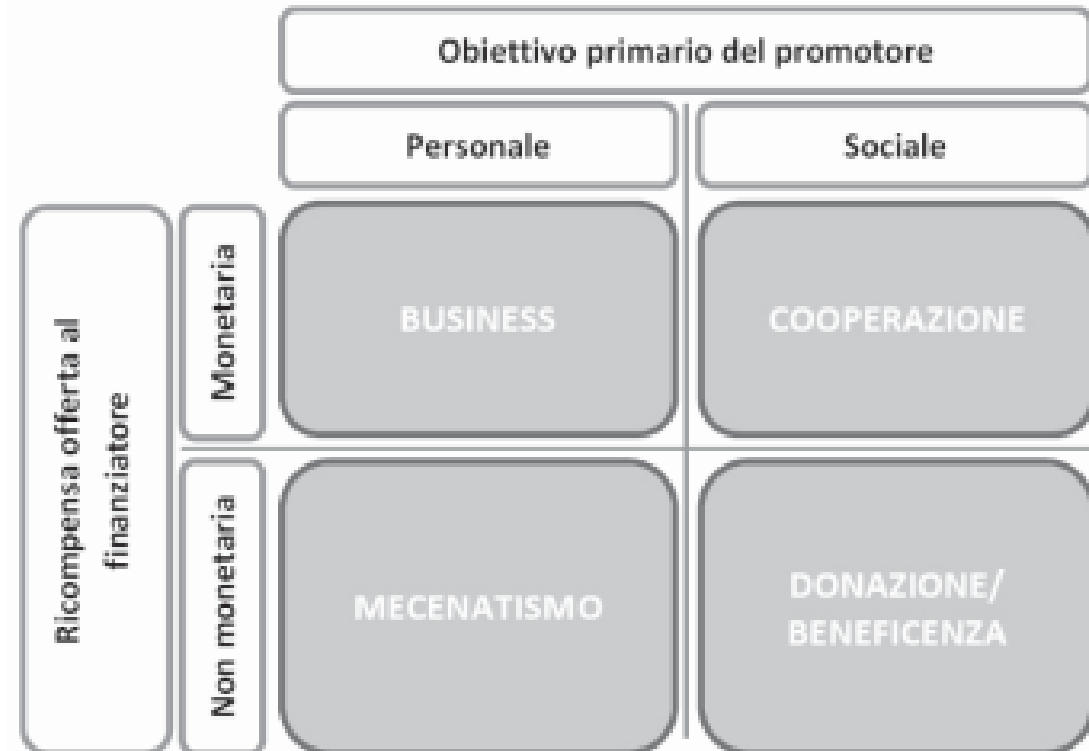 Obiettivo primario del promotore
Personale
Sociale
Ricompensa offerta al
finanziatore
Monetaria
BUSINESS
COOPERAZIONE
Non monetaria
MECENATISMO
DONAZIONE/
BENEFICENZA